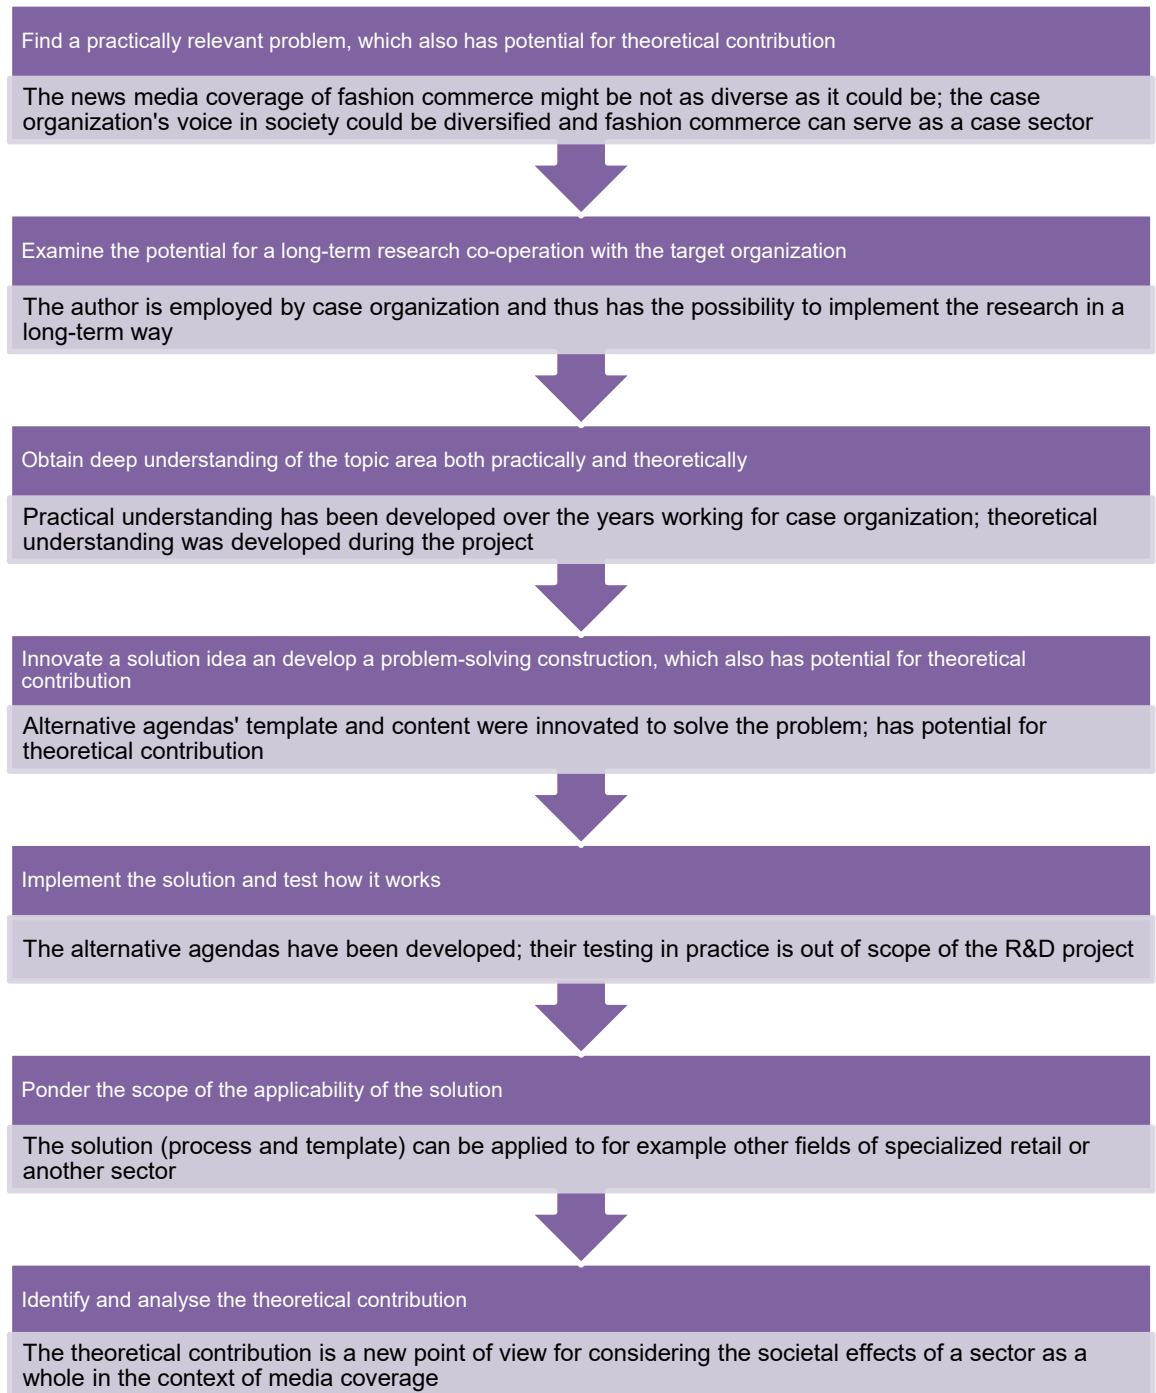 Find a practically relevant problem, which also has potential for theoretical contribution
The news media coverage of fashion commerce might be not as diverse as it could be; the case
organization's voice in society could be diversified and fashion commerce can serve as a case sector
Examine the potential for a long-term research co-operation with the target organization
The author is employed by case organization and thus has the possibility to implement the research in a
long-term way
Obtain deep understanding of the topic area both practically and theoretically
Practical understanding has been developed over the years working for case organization; theoretical
understanding was developed during the project
Innovate a solution idea an develop a problem-solving construction, which also has potential for theoretical
contribution
Alternative agendas' template and content were innovated to solve the problem; has potential for
theoretical contribution
Implement the solution and test how it works
The alternative agendas have been developed; their testing in practice is out of scope of the R&D project
Ponder the scope of the applicability of the solution
The solution (process and template) can be applied to for example other fields of specialized retail or
another sector
Identify and analyse the theoretical contribution
The theoretical contribution is a new point of view for considering the societal effects of a sector as a
whole in the context of media coverage